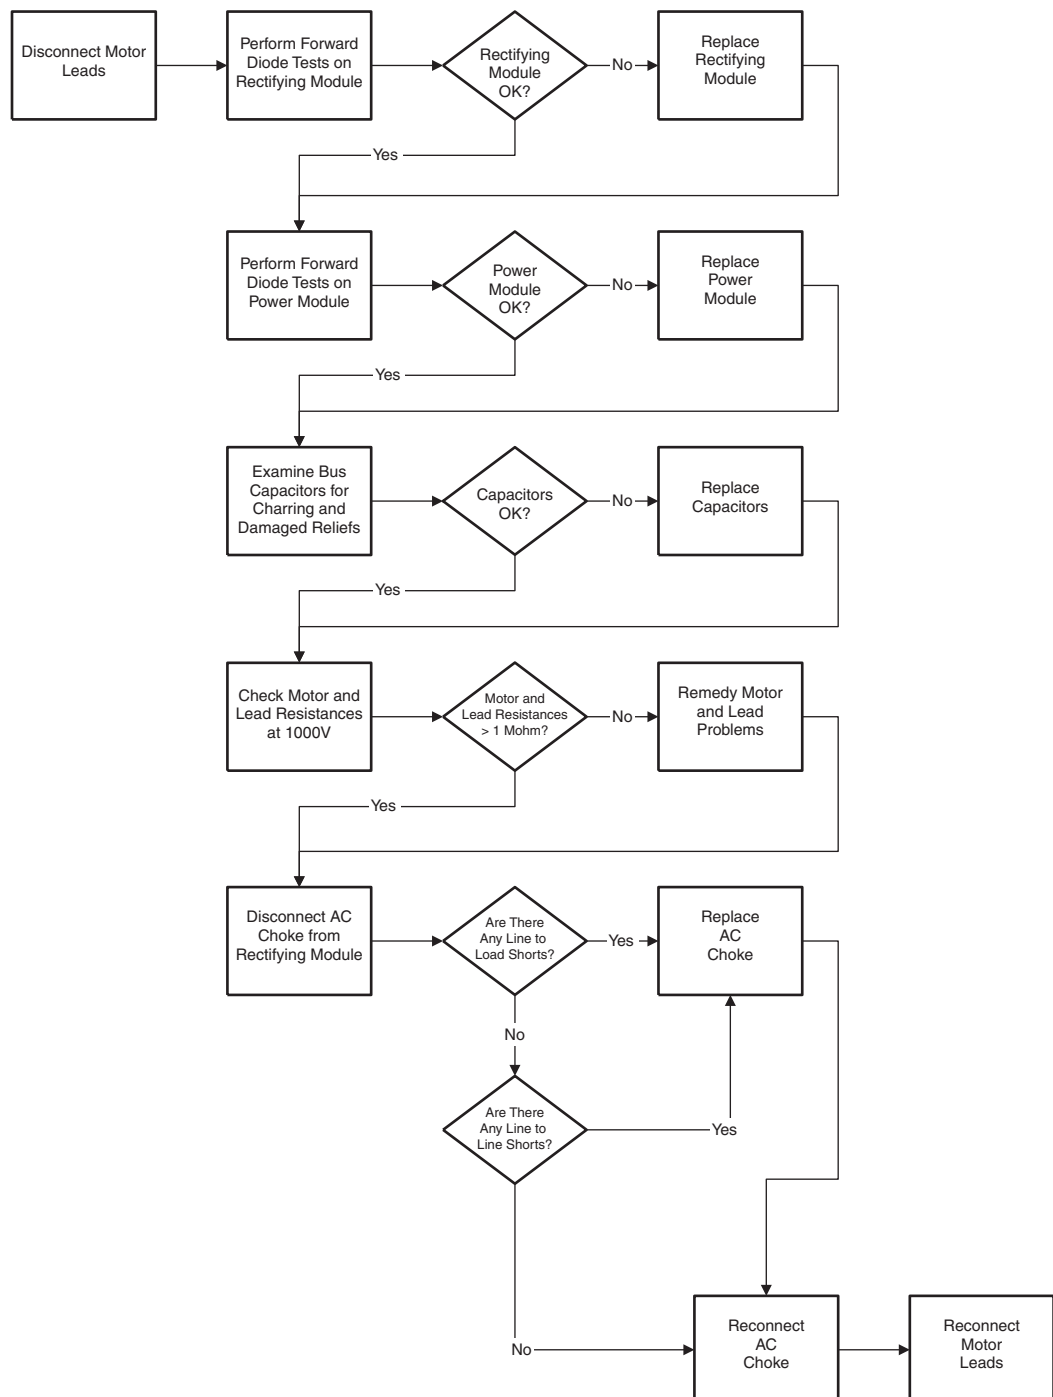 Disconnect Motor
Leads
Perform Forward
Diode Tests on
Rectifying Module
Rectifying
Module
OK?
No
Replace
Rectifying
Module
Yes
Perform Forward
Diode Tests on
Power Module
Power
Module
OK?
No
Replace
Power
Module
Yes
Examine Bus
Capacitors for
Charring and
Damaged Reliefs
Capacitors
OK?
No
Replace
Capacitors
Yes
Check Motor and
Lead Resistances
at 1000V
Motor and
Lead Resistances
> 1 Mohm?
No
Remedy Motor
and Lead
Problems
Yes
Disconnect AC
Choke from
Rectifying Module
Are There
Any Line to
Load Shorts?
Yes
Replace
AC
Choke
No
Are There
Any Line to
Line Shorts?
Yes
No
Reconnect
AC
Choke
Reconnect
Motor
Leads